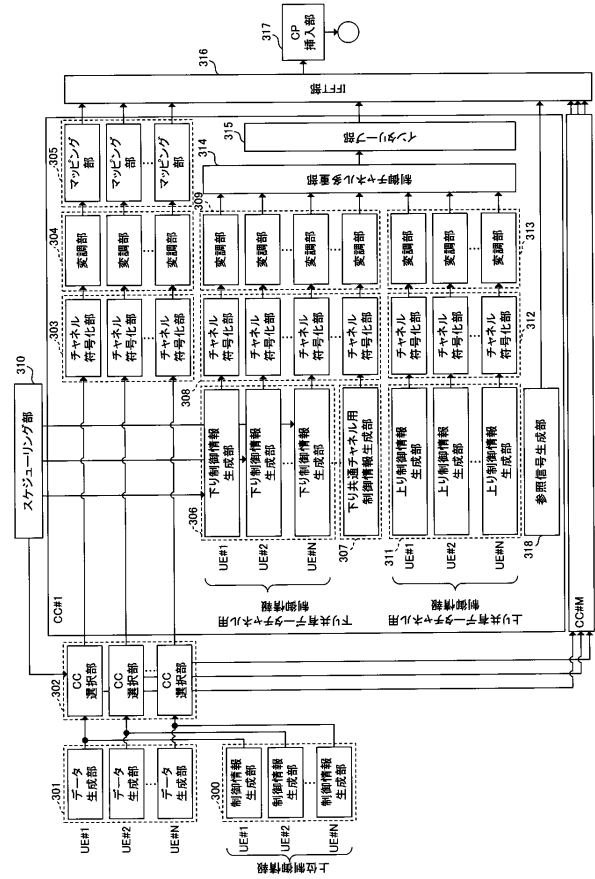 310
スケジューリング部
301
UE#1
データ
生成部
UE#2
データ
生成部
UE#N
データ
生成部
上位制御情報
300
UE#1
制御情報
生成部
UE#2
制御情報
生成部
UE#N
制御情報
生成部
302
CC
選択部
CC
選択部
CC
選択部
CC#1
303
チャネル
符号化部
チャネル
符号化部
チャネル
符号化部
304
変調部
変調部
変調部
305
マッピング
部
マッピング
部
マッピング
部
下り共有データチャネル用
制御情報
306
UE#1
下り制御情報
生成部
UE#2
下り制御情報
生成部
UE#N
下り制御情報
生成部
307
下り共通チャネル用
制御情報生成部
308
チャネル
符号化部
チャネル
符号化部
チャネル
符号化部
チャネル
符号化部
309
変調部
変調部
変調部
変調部
上り共有データチャネル用
制御情報
311
UE#1
上り制御情報
生成部
UE#2
上り制御情報
生成部
UE#N
上り制御情報
生成部
312
チャネル
符号化部
チャネル
符号化部
チャネル
符号化部
313
変調部
変調部
変調部
314
制御チャネル多重部
315
インタリーブ部
318
参照信号生成部
316
IFFT部
317
CP
挿入部
CC#M